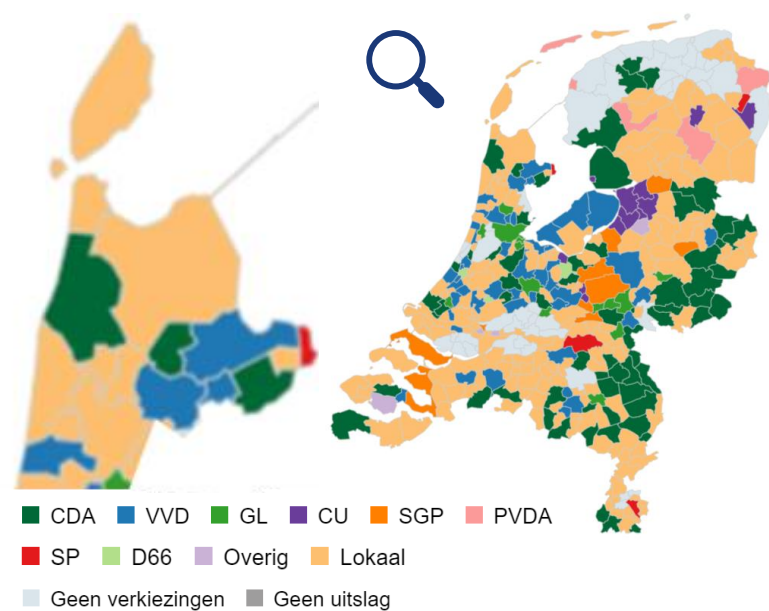 CDA VVD GL CU SGP PVDA
SP D66 Overig Lokaal
Geen verkiezingen Geen uitslag